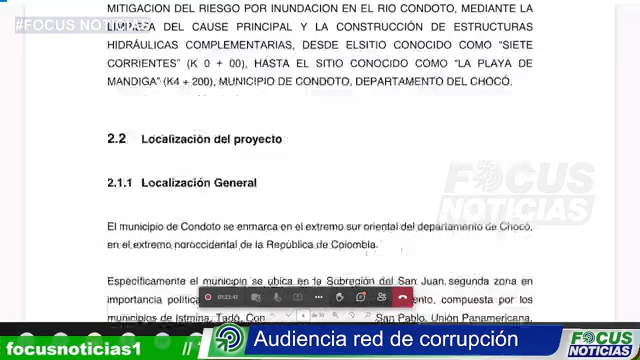 #FOCUS NOTICIAS
MITIGACION DEL RIESGO POR INUNDACION EN EL RIO CONDOTO, MEDIANTE LA
LIMPIEZA DEL CAUSE PRINCIPAL Y LA CONSTRUCCIÓN DE ESTRUCTURAS
HIDRÁULICAS COMPLEMENTARIAS, DESDE ELSITIO CONOCIDO COMO “SIETE
CORRIENTES” (K 0 + 00), HASTA EL SITIO CONOCIDO COMO “LA PLAYA DE
MANDIGA” (K4 + 200), MUNICIPIO DE CONDOTO, DEPARTAMENTO DEL CHOCÓ.
2.2 Localización del proyecto
2.1.1 Localización General
FOCUS
NOTICIAS
El municipio de Condoto se enmarca en el extremo sur oriental del departamento de Chocó,
en el extremo noroccidental de la República de Colombia.
Específicamente el municipio se ubica en la Subregión del San Juan segunda zona en
importancia política compuesta por los
01:23:41
municipios de Istmina, Tadó, San Pablo, Unión Panamericana,
focusnoticias1
Audiencia red de corrupción
FOCUS
NOTICIAS